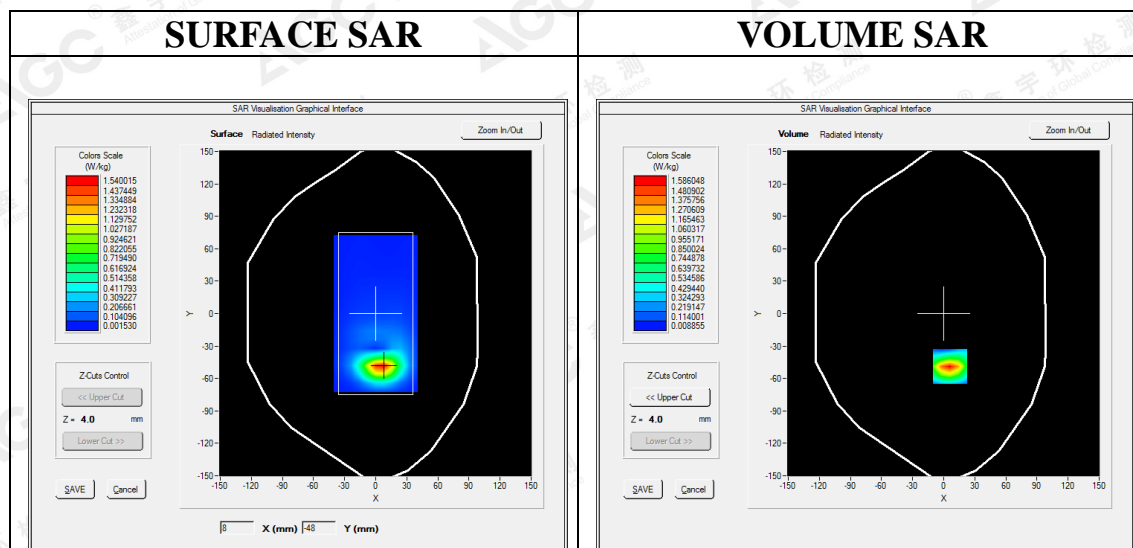 SURFACE SAR
VOLUME SAR
SAR Visualisation Graphical Interface
Surface Radiated Intensity
Zoom In/Out
Colors Scale
(W/kg)
1.540015
1.437449
1.334884
1.232318
1.129752
1.027187
0.924621
0.822055
0.719490
0.616924
0.514358
0.411793
0.309227
0.206661
0.104096
0.001530
Z-Cuts Control
<< Upper Cut
Z = 4.0 mm
Lower Cut >>
SAVE
Cancel
150
120
90
60
30
0
-30
-60
-90
-120
-150
Y
-150 -120 -90 -60 -30 0 30 60 90 120 150
X
8 X (mm) -48 Y (mm)
SAR Visualisation Graphical Interface
Volume Radiated Intensity
Zoom In/Out
Colors Scale
(W/kg)
1.586048
1.480902
1.375756
1.270609
1.165463
1.060317
0.955171
0.850024
0.744878
0.639732
0.534586
0.429440
0.324293
0.219147
0.114001
0.008855
Z-Cuts Control
<< Upper Cut
Z = 4.0 mm
Lower Cut >>
SAVE
Cancel
150
120
90
60
30
0
-30
-60
-90
-120
-150
Y
-150 -120 -90 -60 -30 0 30 60 90 120 150
X